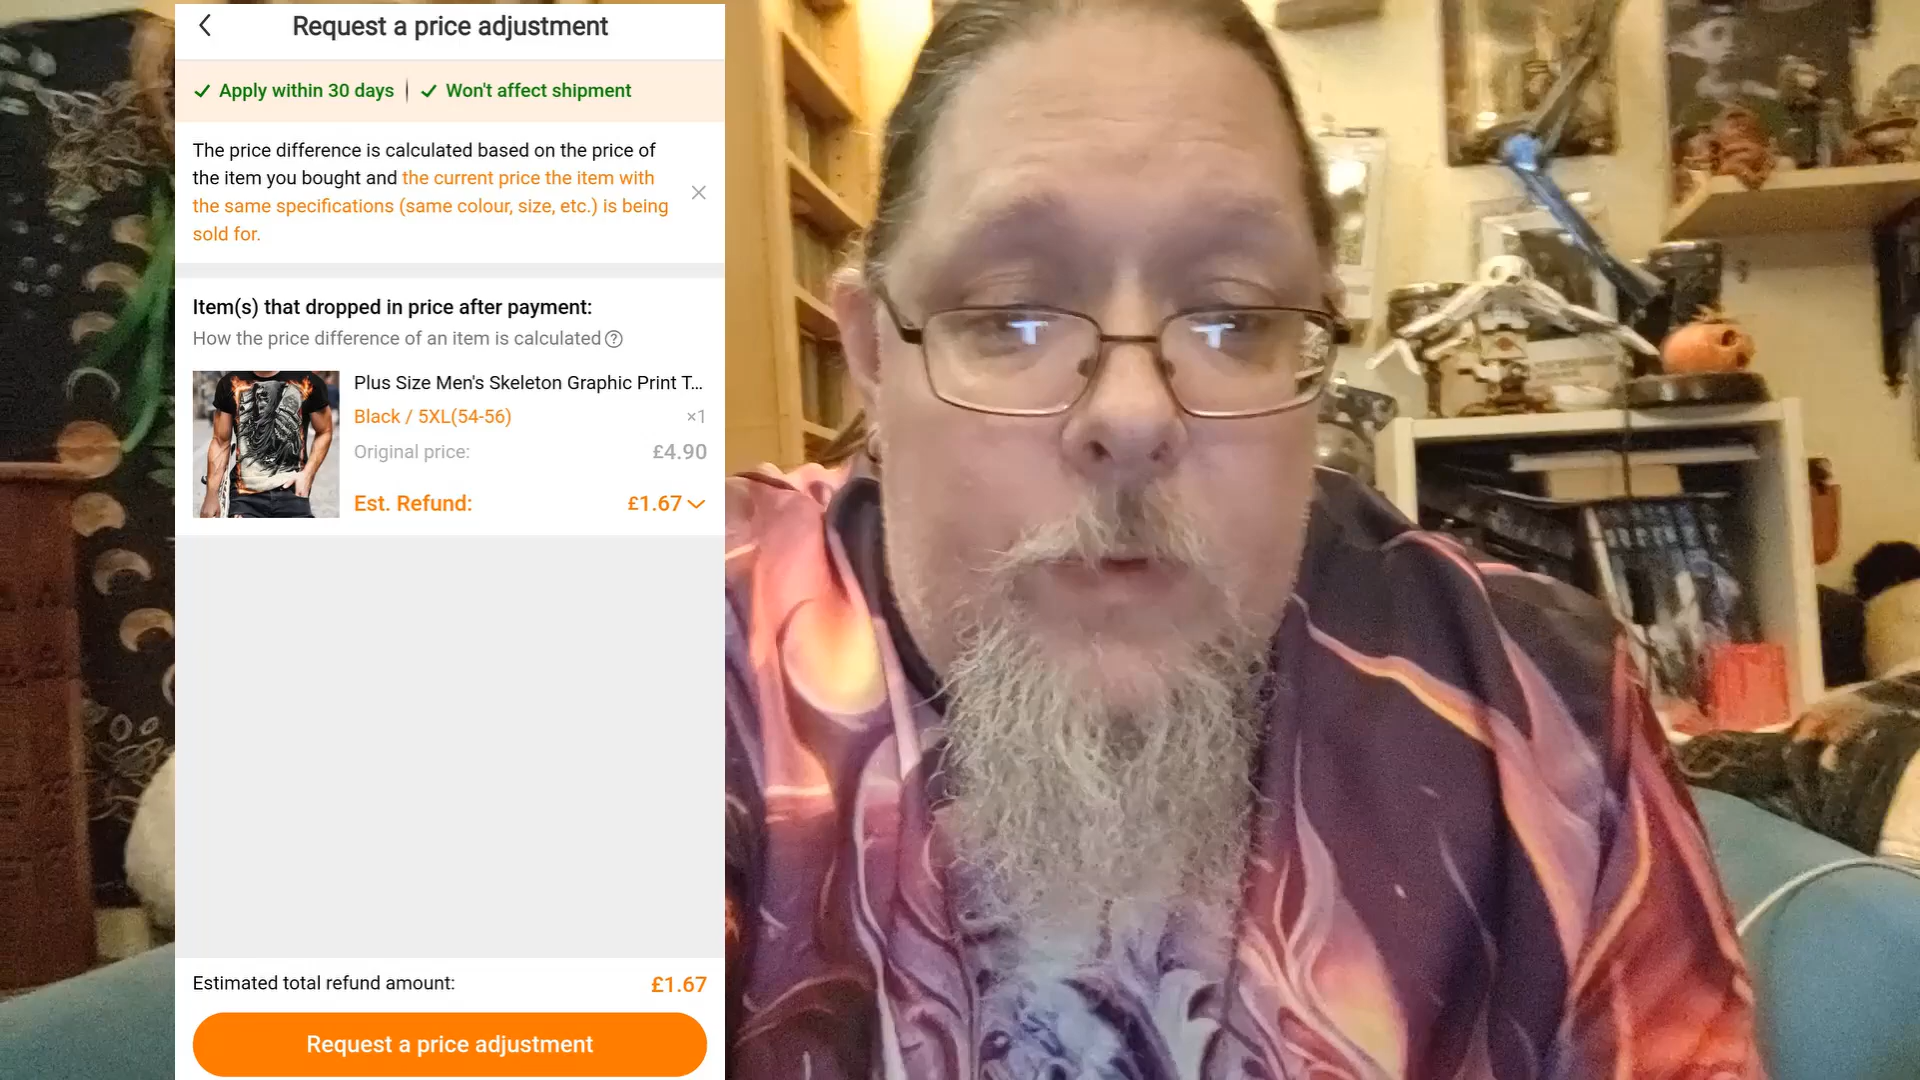 Request a price adjustment
Apply within 30 days | Won't affect shipment
The price difference is calculated based on the price of
the item you bought and the current price the item with
the same specifications (same colour, size, etc.) is being
sold for.
Item(s) that dropped in price after payment:
How the price difference of an item is calculated
Plus Size Men's Skeleton Graphic Print T...
Black / 5XL(54-56) ×1
Original price: £4.90
Est. Refund: £1.67
Estimated total refund amount: £1.67
Request a price adjustment